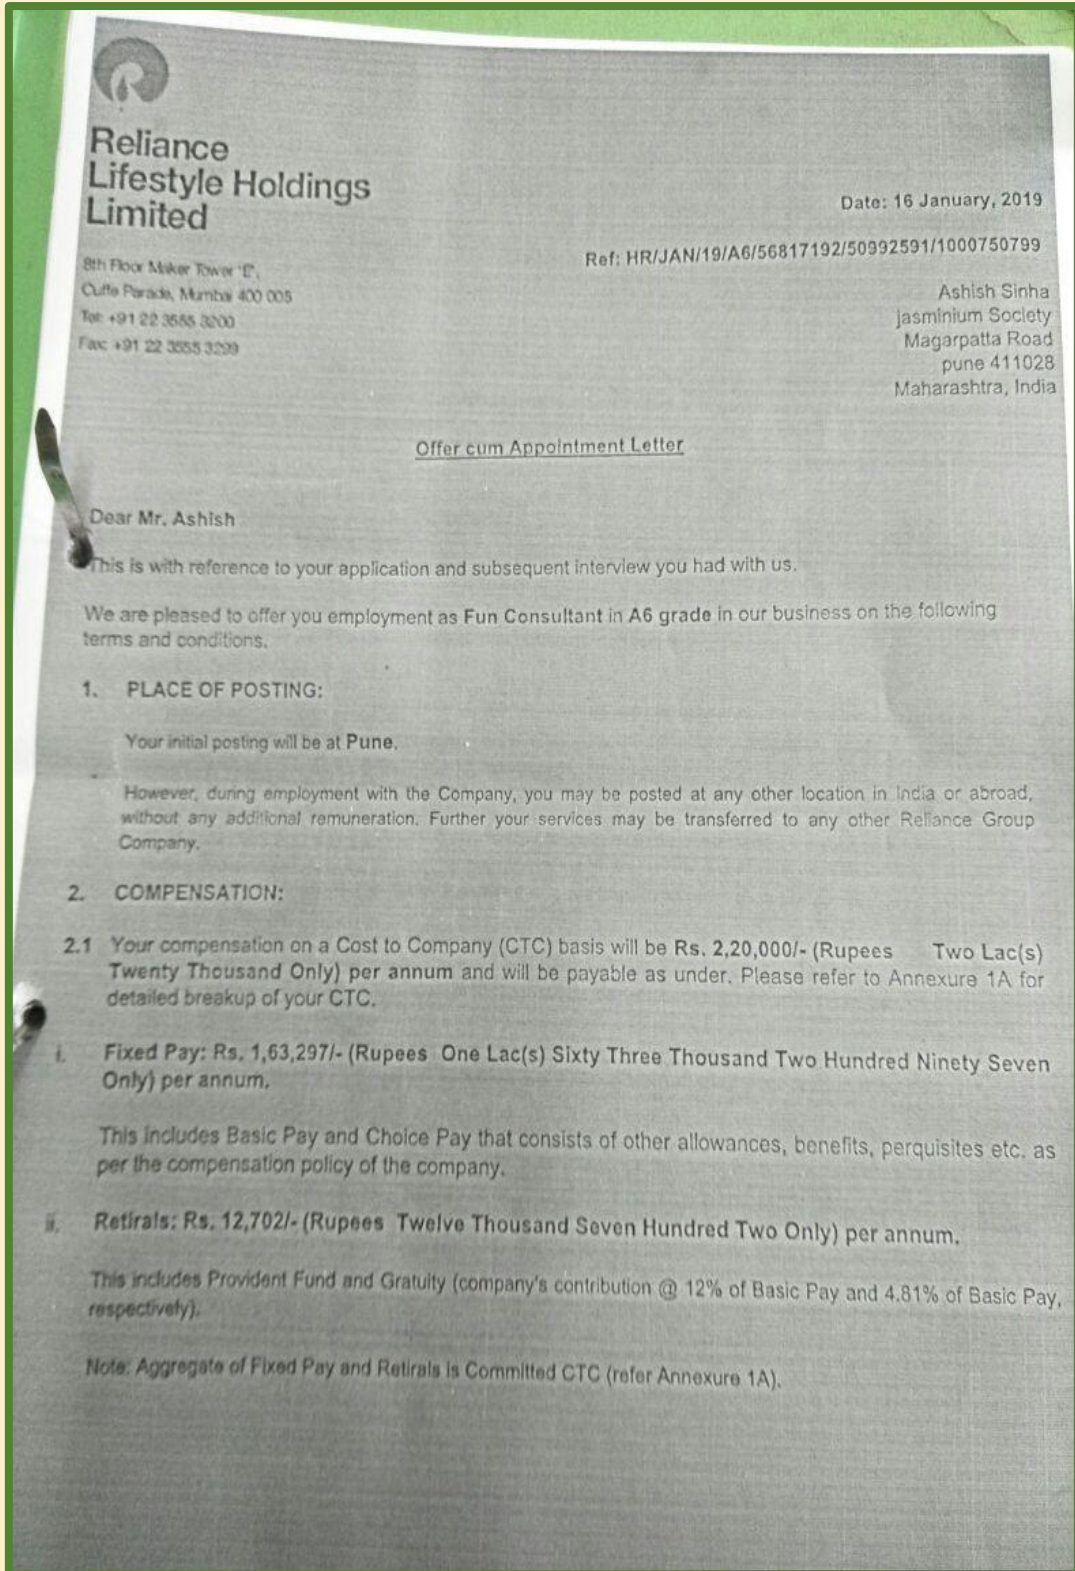 Reliance
Lifestyle Holdings
Limited
8th Floor Maker Tower 'E',
Cuffe Parade, Mumbai 400 005
Tel: +91 22 3555 3200
Fax: +91 22 3555 3299
Date: 16 January, 2019
Ref: HR/JAN/19/A6/56817192/50992591/1000750799
Ashish Sinha
jasminium Society
Magarpatta Road
pune 411028
Maharashtra, India
Offer cum Appointment Letter
Dear Mr. Ashish
This is with reference to your application and subsequent interview you had with us.
We are pleased to offer you employment as Fun Consultant in A6 grade in our business on the following
terms and conditions.
1. PLACE OF POSTING:
Your initial posting will be at Pune.
However, during employment with the Company, you may be posted at any other location in India or abroad,
without any additional remuneration. Further your services may be transferred to any other Reliance Group
Company.
2. COMPENSATION:
2.1 Your compensation on a Cost to Company (CTC) basis will be Rs. 2,20,000/- (Rupees Two Lac(s)
Twenty Thousand Only) per annum and will be payable as under. Please refer to Annexure 1A for
detailed breakup of your CTC.
i. Fixed Pay: Rs. 1,63,297/- (Rupees One Lac(s) Sixty Three Thousand Two Hundred Ninety Seven
Only) per annum.
This includes Basic Pay and Choice Pay that consists of other allowances, benefits, perquisites etc. as
per the compensation policy of the company.
ii. Retirals: Rs. 12,702/- (Rupees Twelve Thousand Seven Hundred Two Only) per annum.
This includes Provident Fund and Gratuity (company's contribution @ 12% of Basic Pay and 4.81% of Basic Pay,
respectively).
Note: Aggregate of Fixed Pay and Retirals is Committed CTC (refer Annexure 1A).